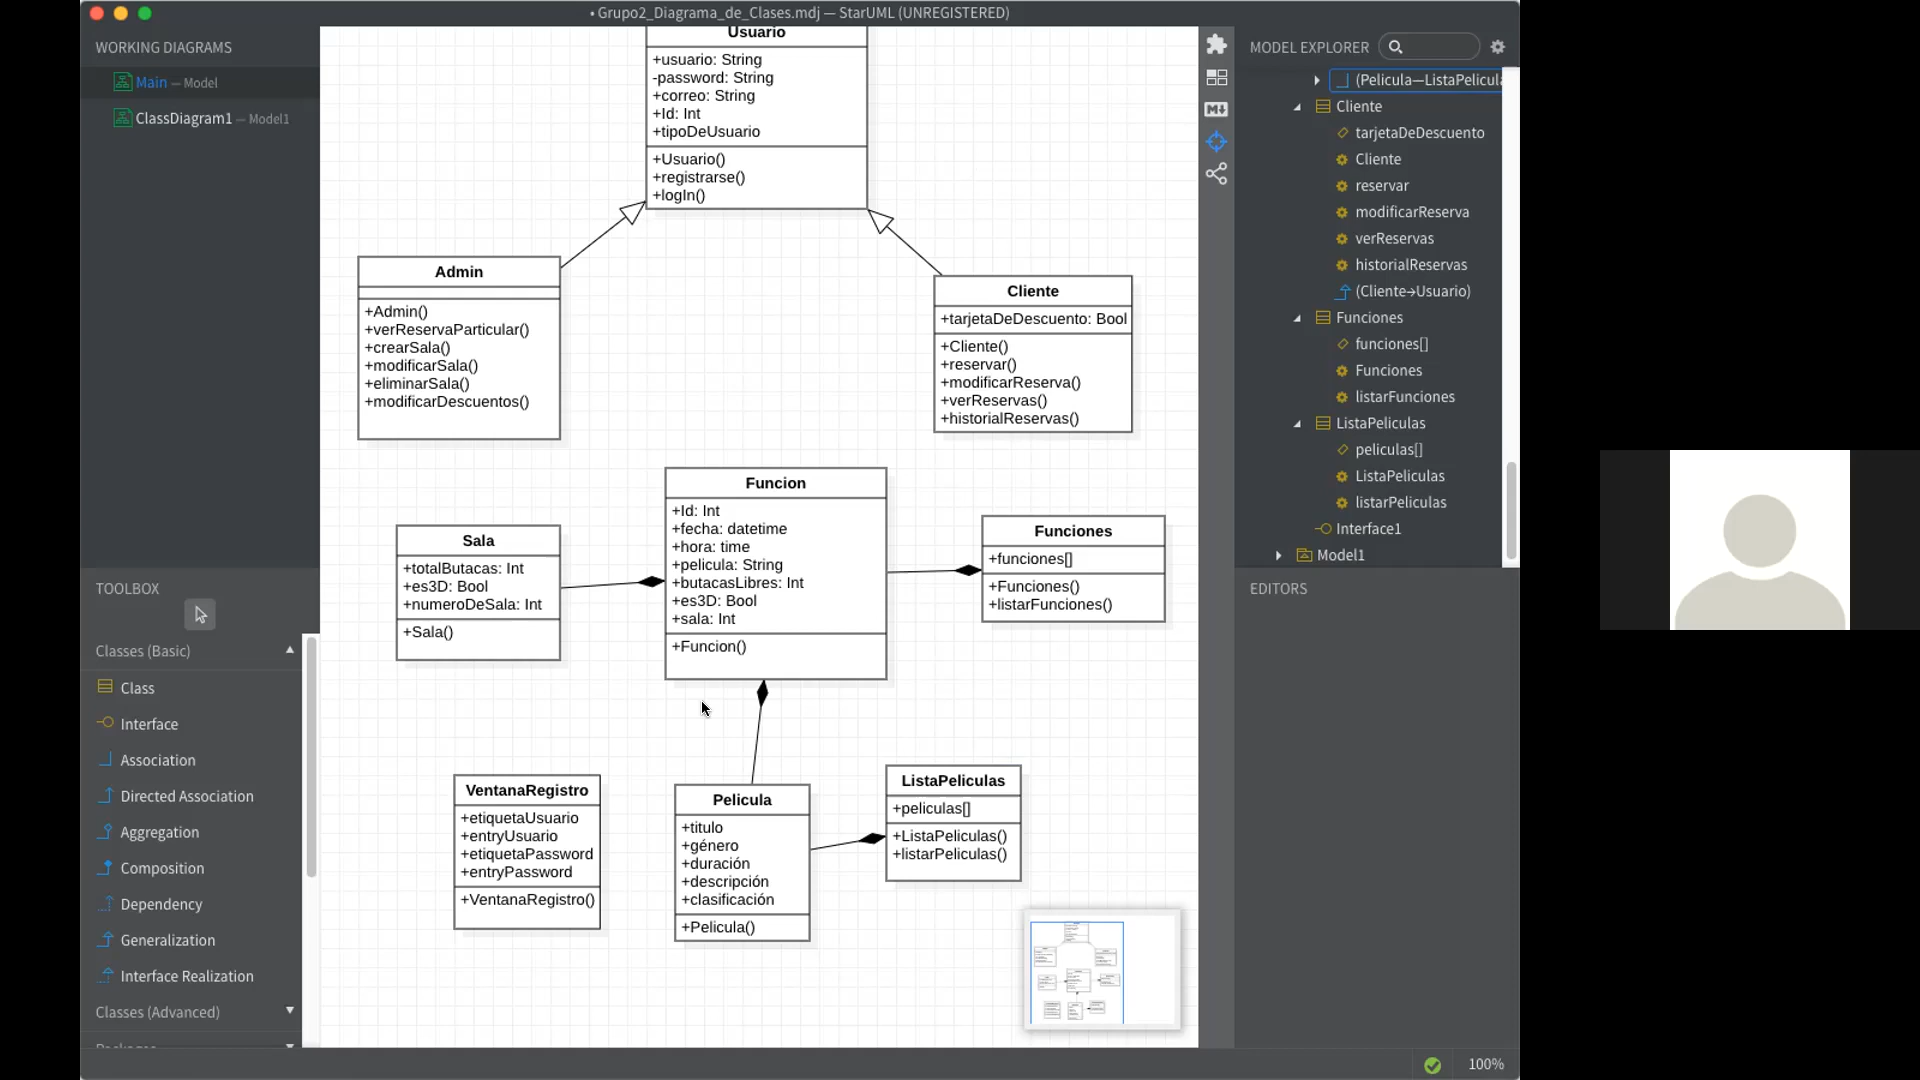 • Grupo2_Diagrama_de_Clases.mdj — StarUML (UNREGISTERED)
WORKING DIAGRAMS
Main — Model
ClassDiagram1 — Model1
TOOLBOX
Classes (Basic)
Class
Interface
Association
Directed Association
Aggregation
Composition
Dependency
Generalization
Interface Realization
Classes (Advanced)
Usuario
+usuario: String
-password: String
+correo: String
+Id: Int
+tipoDeUsuario
+Usuario()
+registrarse()
+logIn()
Admin
+Admin()
+verReservaParticular()
+crearSala()
+modificarSala()
+eliminarSala()
+modificarDescuentos()
Cliente
+tarjetaDeDescuento: Bool
+Cliente()
+reservar()
+modificarReserva()
+verReservas()
+historialReservas()
Sala
+totalButacas: Int
+es3D: Bool
+numeroDeSala: Int
+Sala()
Funcion
+Id: Int
+fecha: datetime
+hora: time
+pelicula: String
+butacasLibres: Int
+es3D: Bool
+sala: Int
+Funcion()
Funciones
+funciones[]
+Funciones()
+listarFunciones()
VentanaRegistro
+etiquetaUsuario
+entryUsuario
+etiquetaPassword
+entryPassword
+VentanaRegistro()
Pelicula
+titulo
+género
+duración
+descripción
+clasificación
+Pelicula()
ListaPeliculas
+peliculas[]
+ListaPeliculas()
+listarPeliculas()
M
MODEL EXPLORER
(Pelicula—ListaPelicula
Cliente
tarjetaDeDescuento
Cliente
reservar
modificarReserva
verReservas
historialReservas
(Cliente→Usuario)
Funciones
funciones[]
Funciones
listarFunciones
ListaPeliculas
peliculas[]
ListaPeliculas
listarPeliculas
Interface1
Model1
EDITORS
100%